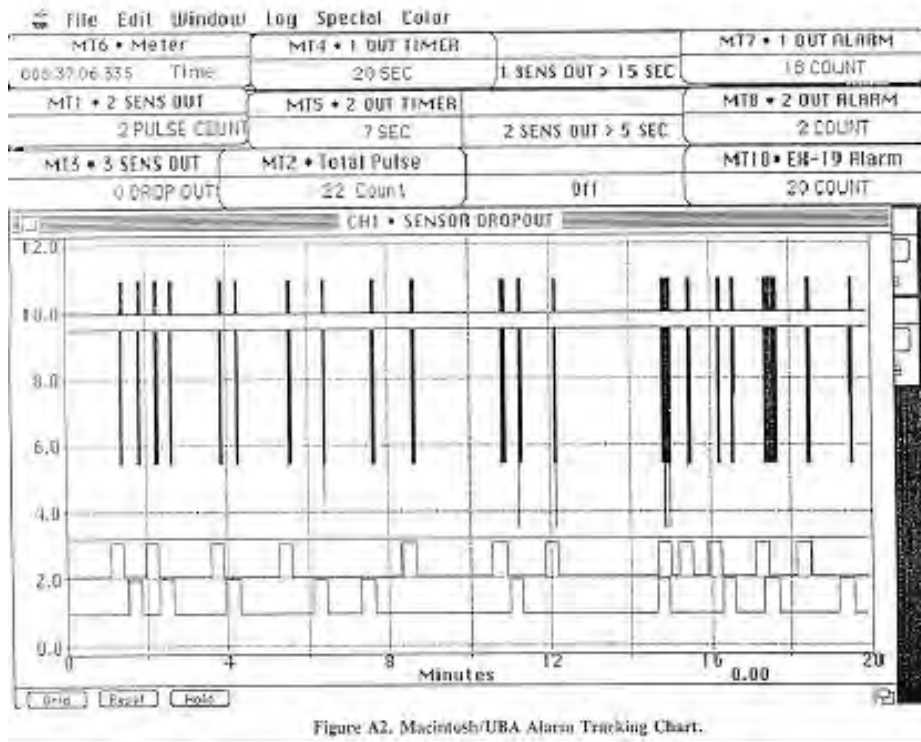 File Edit Window Log Special Color
MT6 • Meter
Time
MT4 • 1 OUT TIMER
20 SEC
1 SENS OUT > 15 SEC
MT7 • 1 OUT ALARM
18 COUNT
MT1 • 2 SENS OUT
2 PULSE COUNT
MT5 • 2 OUT TIMER
7 SEC
2 SENS OUT > 5 SEC
MT8 • 2 OUT ALARM
2 COUNT
MT3 • 3 SENS OUT
0 DROP OUT
MT2 • Total Pulse
22 Count
Off
MT10 • EX-19 Alarm
20 COUNT
CH1 • SENSOR DROPOUT
12.0
10.0
8.0
6.0
4.0
2.0
0.0
0 4 8 12 16 20
Minutes
0.00
Grid Reset Hold
Figure A2. Macintosh/UBA Alarm Tracking Chart.